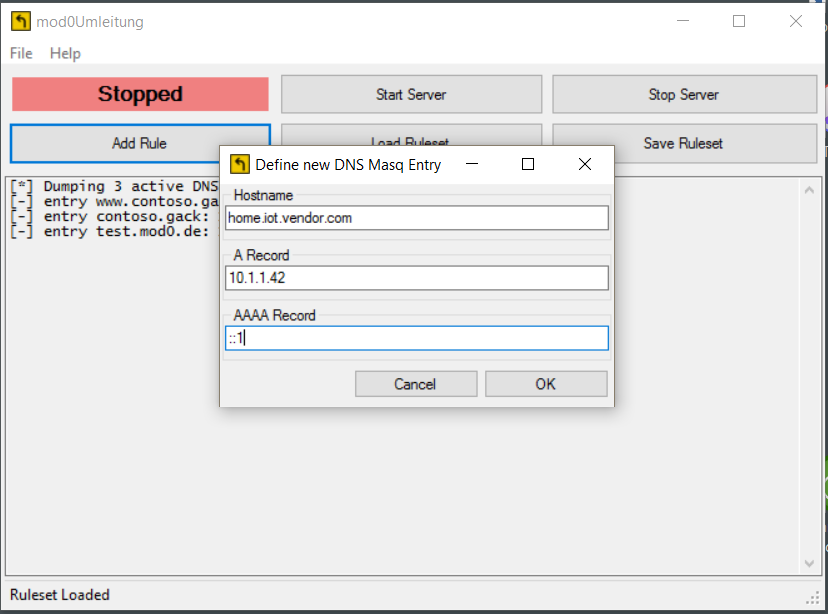 mod0Umleitung
File Help
Stopped
Start Server
Stop Server
Add Rule
Load Ruleset
Save Ruleset
Define new DNS Masq Entry
Hostname
home.iot.vendor.com
A Record
10.1.1.42
AAAA Record
::1
Cancel
OK
[*] Dumping 3 active DNS
[-] entry www.contoso.ga
[-] entry contoso.gack:
[-] entry test.mod0.de:
Ruleset Loaded